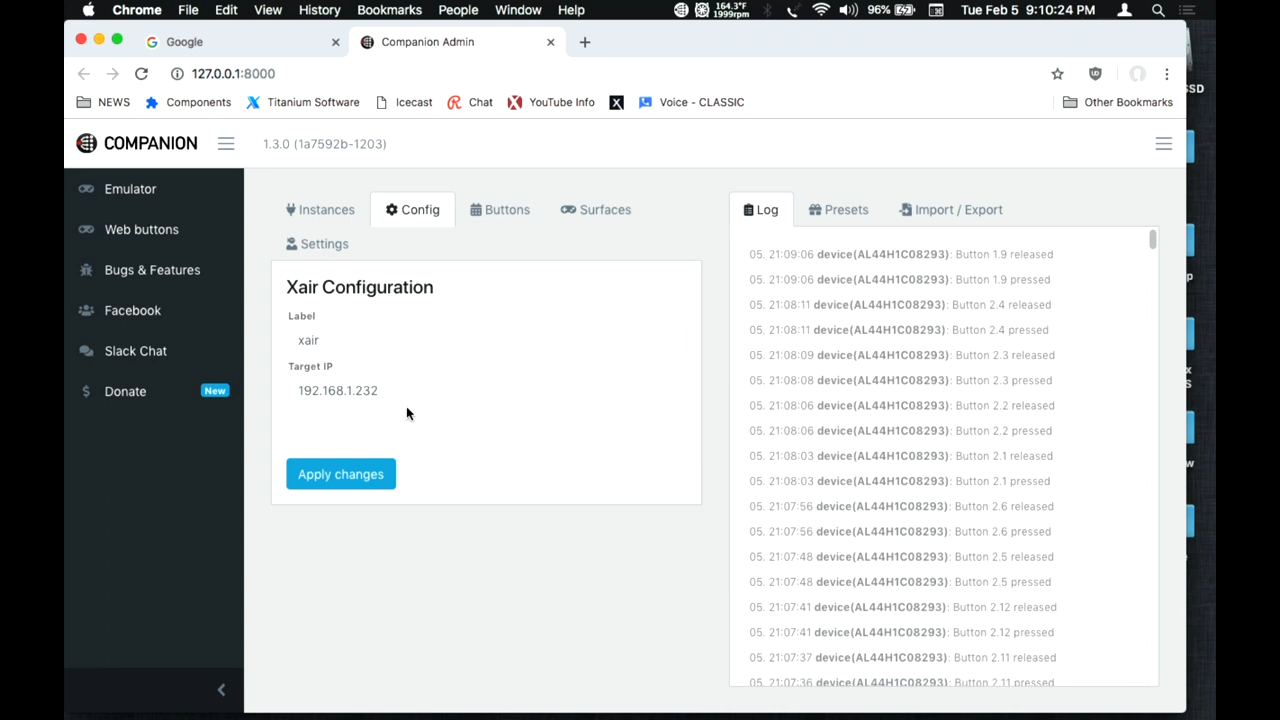 Chrome File Edit View History Bookmarks People Window Help 164.3°F 1999rpm 96% Tue Feb 5 9:10:24 PM
Google Companion Admin
127.0.0.1:8000
NEWS Components Titanium Software Icecast Chat YouTube Info Voice - CLASSIC Other Bookmarks
SD
COMPANION 1.3.0 (1a7592b-1203)
Emulator
Web buttons
Bugs & Features
Facebook
Slack Chat
Donate New
Instances Config Buttons Surfaces
Settings
Xair Configuration
Label
xair
Target IP
192.168.1.232
Apply changes
Log Presets Import / Export
05. 21:09:06 device(AL44H1C08293): Button 1.9 released
05. 21:09:06 device(AL44H1C08293): Button 1.9 pressed
05. 21:08:11 device(AL44H1C08293): Button 2.4 released
05. 21:08:11 device(AL44H1C08293): Button 2.4 pressed
05. 21:08:09 device(AL44H1C08293): Button 2.3 released
05. 21:08:08 device(AL44H1C08293): Button 2.3 pressed
05. 21:08:06 device(AL44H1C08293): Button 2.2 released
05. 21:08:06 device(AL44H1C08293): Button 2.2 pressed
05. 21:08:03 device(AL44H1C08293): Button 2.1 released
05. 21:08:03 device(AL44H1C08293): Button 2.1 pressed
05. 21:07:56 device(AL44H1C08293): Button 2.6 released
05. 21:07:56 device(AL44H1C08293): Button 2.6 pressed
05. 21:07:48 device(AL44H1C08293): Button 2.5 released
05. 21:07:48 device(AL44H1C08293): Button 2.5 pressed
05. 21:07:41 device(AL44H1C08293): Button 2.12 released
05. 21:07:41 device(AL44H1C08293): Button 2.12 pressed
05. 21:07:37 device(AL44H1C08293): Button 2.11 released
05. 21:07:36 device(AL44H1C08293): Button 2.11 pressed